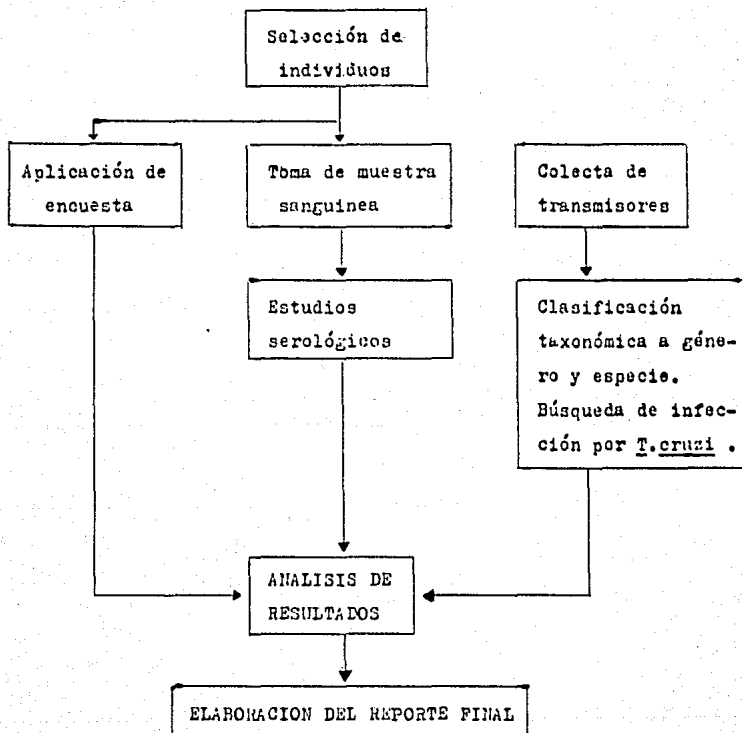 Selección de
individuos
Aplicación de
encuesta
Toma de muestra
sanguinea
Colecta de
transmisores
Estudios
serológicos
Clasificación
taxonómica a géne-
ro y especie.
Búsqueda de infec-
ción por T.cruzi .
ANALISIS DE
RESULTADOS
ELABORACION DEL REPORTE FINAL